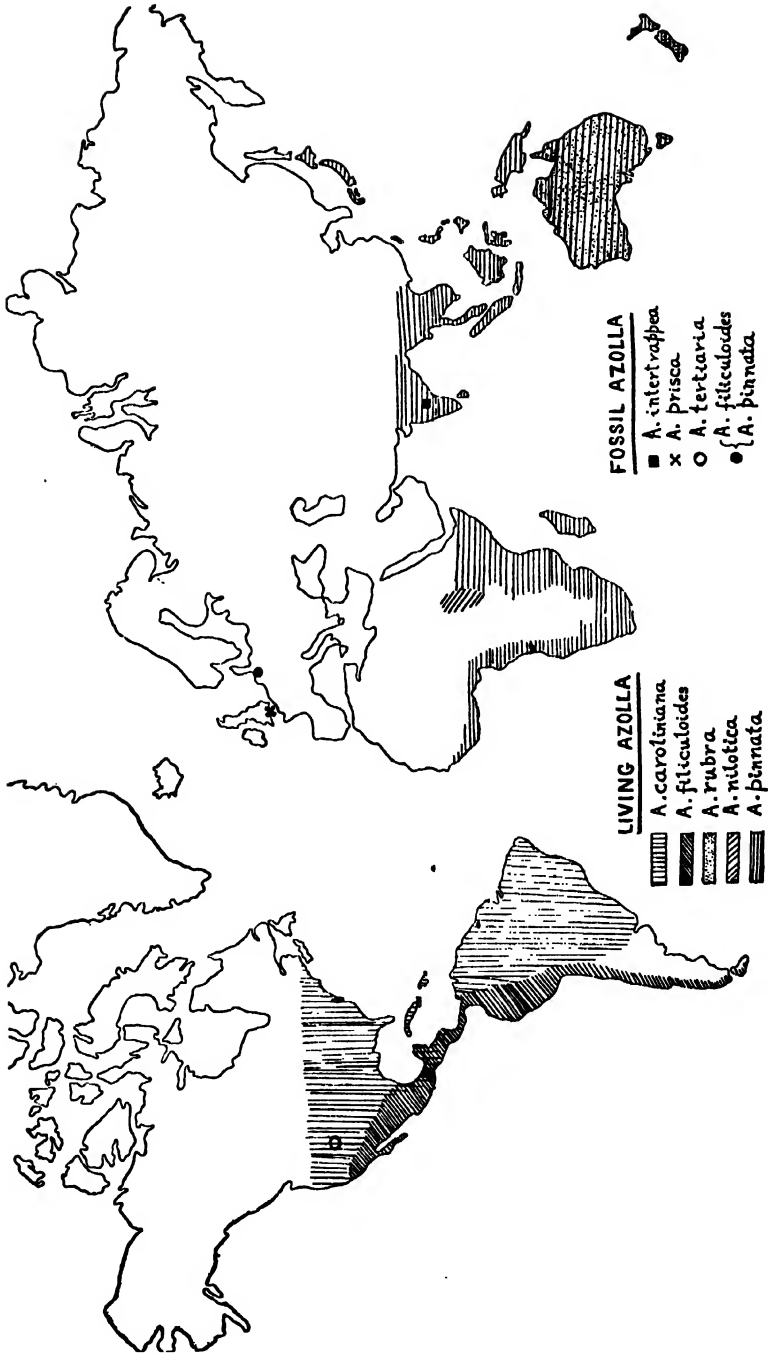 LIVING AZOLLA
A. caroliniana
A. filiculoides
A. rubra
A. nilotica
A. pinnata
FOSSIL AZOLLA
A. intertrappea
A. prisca
A. tertiaria
A. filiculoides
A. pinnata